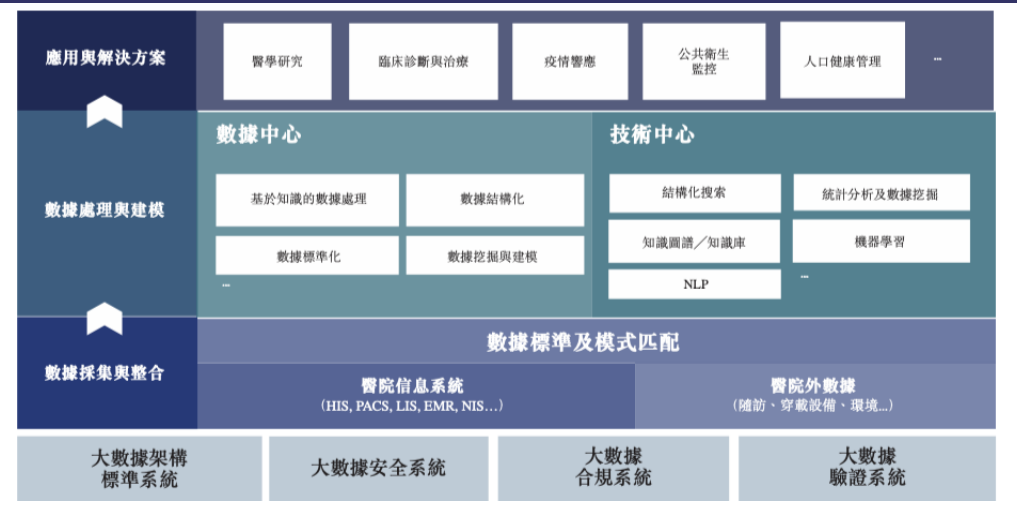 應用與解決方案
醫學研究
臨床診斷與治療
疫情響應
公共衛生
監控
人口健康管理
...
數據處理與建模
數據中心
基於知識的數據處理
數據結構化
數據標準化
數據挖掘與建模
...
技術中心
結構化搜索
統計分析及數據挖掘
知識圖譜／知識庫
機器學習
NLP
...
數據採集與整合
數據標準及模式匹配
醫院信息系統
（HIS, PACS, LIS, EMR, NIS…）
醫院外數據
（隨訪、穿戴設備、環境...）
大數據架構
標準系統
大數據安全系統
大數據
合規系統
大數據
驗證系統